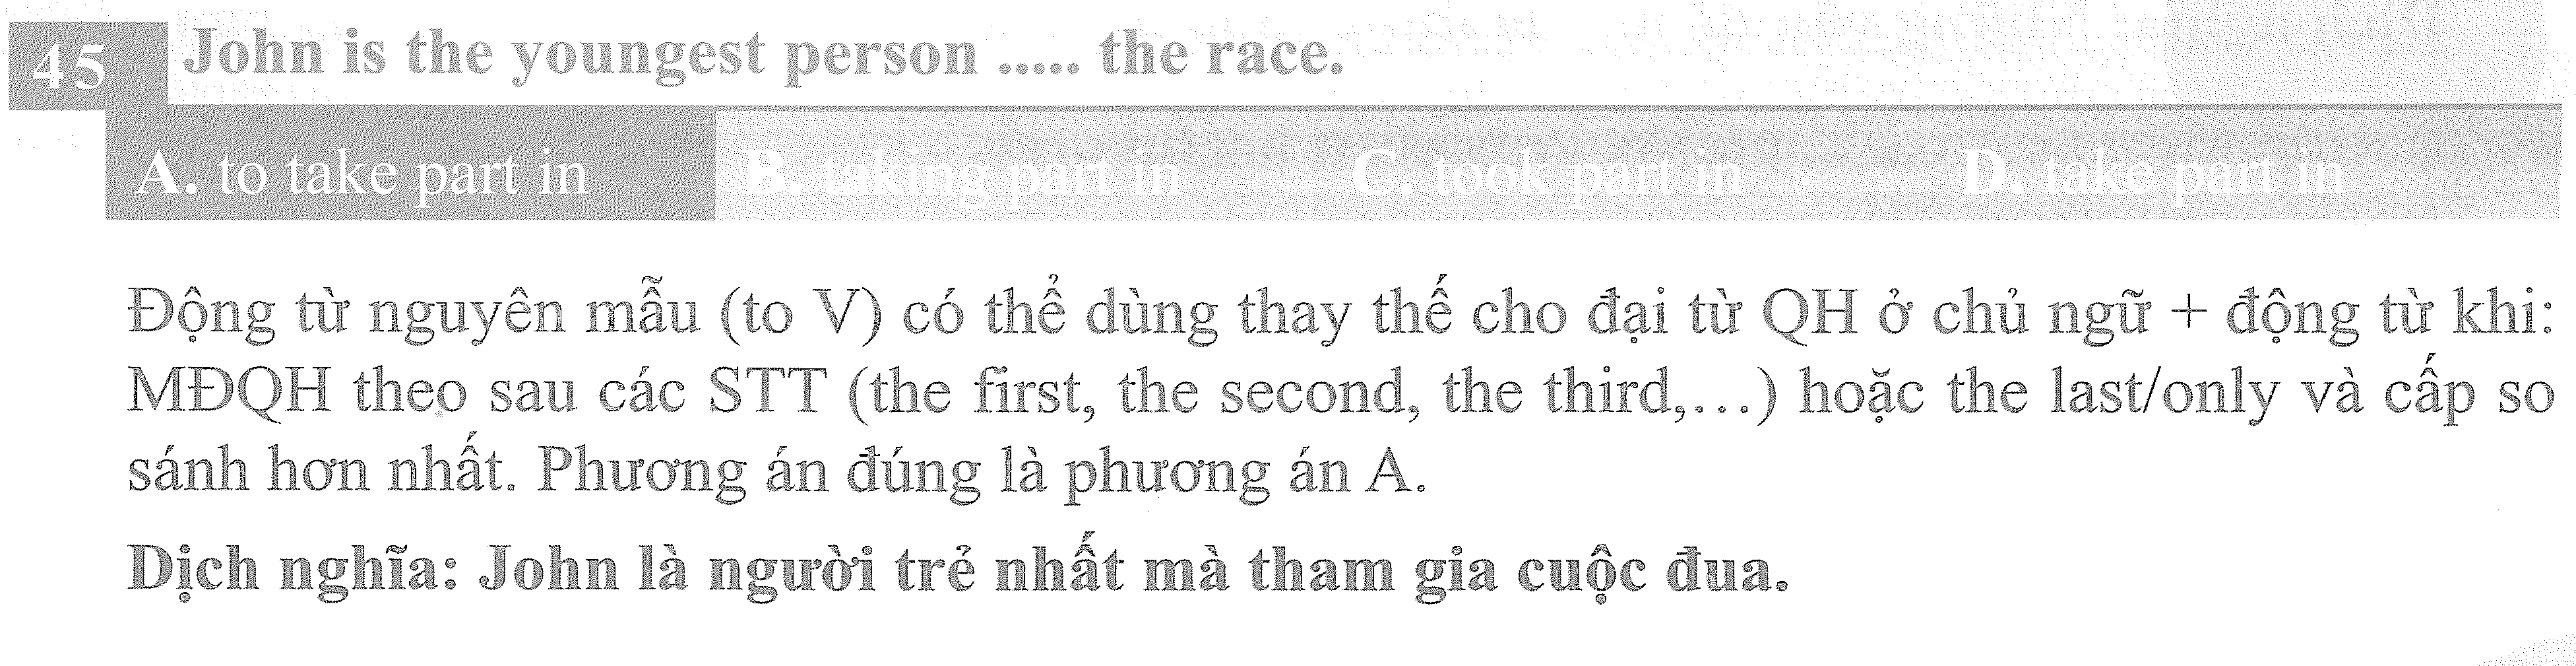 45 John is the youngest person ..... the race.
A. to take part in B. taking part in C. took part in D. take part in
Động từ nguyên mẫu (to V) có thể dùng thay thế cho đại từ QH ở chủ ngữ + động từ khi:
MĐQH theo sau các STT (the first, the second, the third,...) hoặc the last/only và cấp so
sánh hơn nhất. Phương án đúng là phương án A.
Dịch nghĩa: John là người trẻ nhất mà tham gia cuộc đua.